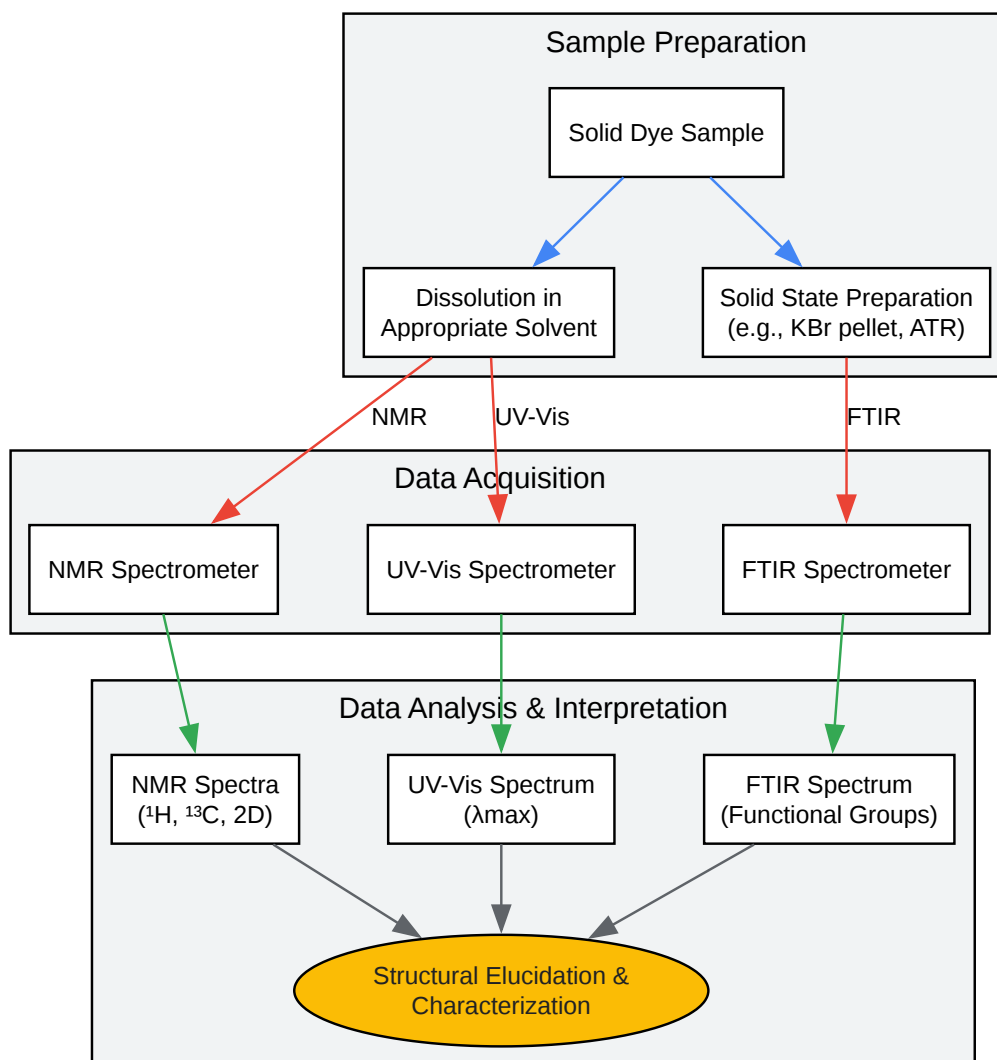 Sample Preparation
Solid Dye Sample
Dissolution in
Appropriate Solvent
Solid State Preparation
(e.g., KBr pellet, ATR)
NMR
UV-Vis
FTIR
Data Acquisition
NMR Spectrometer
UV-Vis Spectrometer
FTIR Spectrometer
Data Analysis & Interpretation
NMR Spectra
(¹H, ¹³C, 2D)
UV-Vis Spectrum
(λmax)
FTIR Spectrum
(Functional Groups)
Structural Elucidation &
Characterization